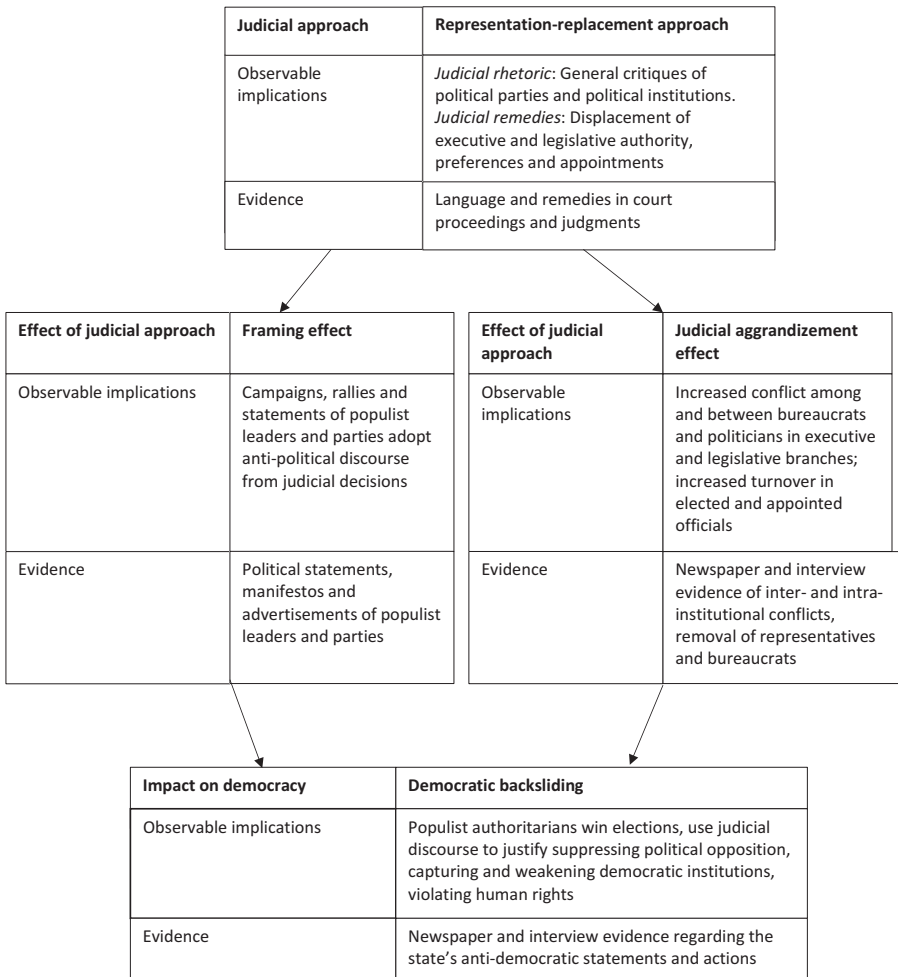 Judicial approach
Representation-replacement approach
Observable
implications
Judicial rhetoric: General critiques of
political parties and political institutions.
Judicial remedies: Displacement of
executive and legislative authority,
preferences and appointments
Evidence
Language and remedies in court
proceedings and judgments
Effect of judicial approach
Framing effect
Observable implications
Campaigns, rallies and
statements of populist
leaders and parties adopt
anti-political discourse
from judicial decisions
Evidence
Political statements,
manifestos and
advertisements of populist
leaders and parties
Effect of judicial
approach
Judicial aggrandizement
effect
Observable
implications
Increased conflict among
and between bureaucrats
and politicians in executive
and legislative branches;
increased turnover in
elected and appointed
officials
Evidence
Newspaper and interview
evidence of inter- and intra-
institutional conflicts,
removal of representatives
and bureaucrats
Impact on democracy
Democratic backsliding
Observable implications
Populist authoritarians win elections, use judicial
discourse to justify suppressing political opposition,
capturing and weakening democratic institutions,
violating human rights
Evidence
Newspaper and interview evidence regarding the
state's anti-democratic statements and actions